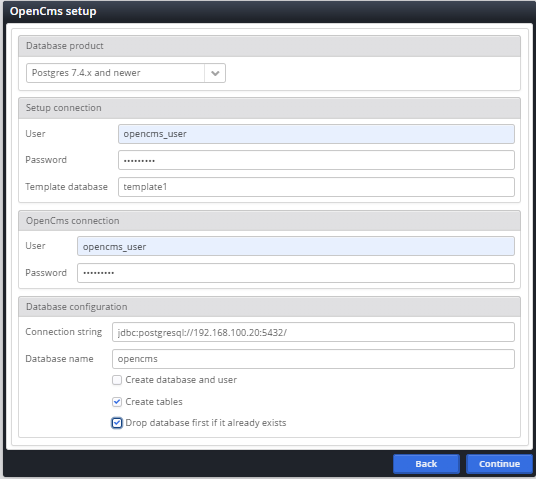 OpenCms setup
Database product
Postgres 7.4.x and newer
Setup connection
User opencms_user
Password •••••••••
Template database template1
OpenCms connection
User opencms_user
Password •••••••••
Database configuration
Connection string jdbc:postgresql://192.168.100.20:5432/
Database name opencms
Create database and user
Create tables
Drop database first if it already exists
Back Continue